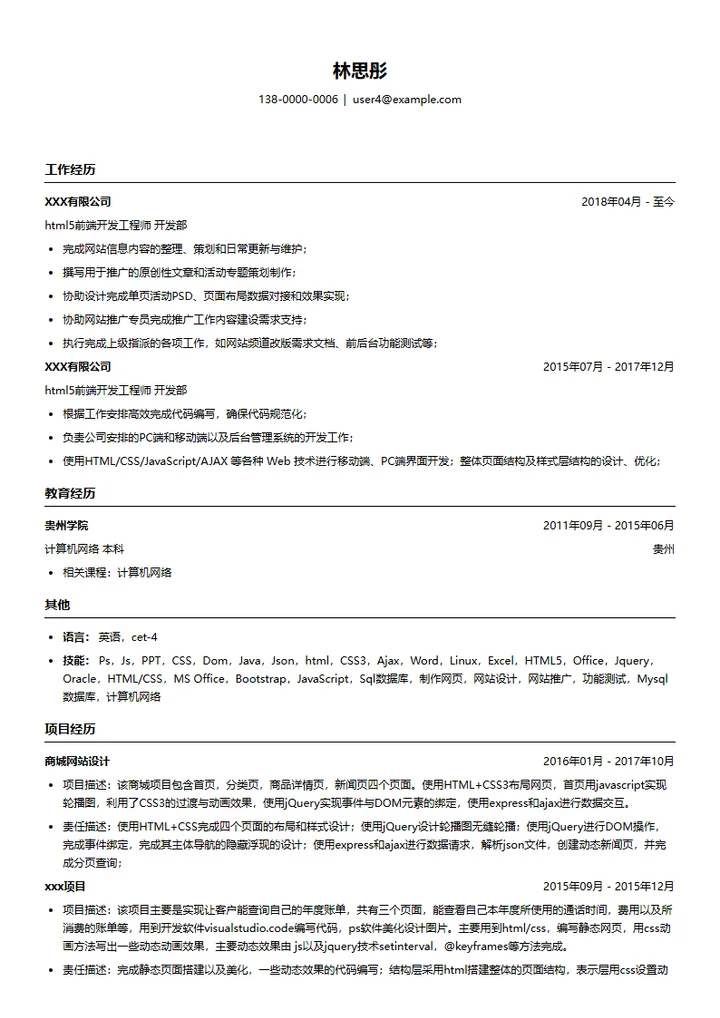 林思彤
138-0000-0006 | user4@example.com
工作经历
XXX有限公司 2018年04月 - 至今
html5前端开发工程师 开发部
• 完成网站信息内容的整理、策划和日常更新与维护；
• 撰写用于推广的原创性文章和活动专题策划制作；
• 协助设计完成单页活动PSD、页面布局数据对接和效果实现；
• 协助网站推广专员完成推广工作内容建设需求支持；
• 执行完成上级指派的各项工作，如网站频道改版需求文档、前后台功能测试等；
XXX有限公司 2015年07月 - 2017年12月
html5前端开发工程师 开发部
• 根据工作安排高效完成代码编写，确保代码规范化；
• 负责公司安排的PC端和移动端以及后台管理系统的开发工作；
• 使用HTML/CSS/JavaScript/AJAX 等各种 Web 技术进行移动端、PC端界面开发；整体页面结构及样式层结构的设计、优化；
教育经历
贵州学院 2011年09月 - 2015年06月
计算机网络 本科 贵州
• 相关课程：计算机网络
其他
• 语言： 英语，cet-4
• 技能： Ps，Js，PPT，CSS，Dom，Java，Json，html，CSS3，Ajax，Word，Linux，Excel，HTML5，Office，Jquery，
Oracle，HTML/CSS，MS Office，Bootstrap，JavaScript，Sql数据库，制作网页，网站设计，网站推广，功能测试，Mysql
数据库，计算机网络
项目经历
商城网站设计 2016年01月 - 2017年10月
• 项目描述：该商城项目包含首页，分类页，商品详情页，新闻页四个页面。使用HTML+CSS3布局网页，首页用javascript实现
轮播图，利用了CSS3的过渡与动画效果，使用jQuery实现事件与DOM元素的绑定，使用express和ajax进行数据交互。
• 责任描述：使用HTML+CSS完成四个页面的布局和样式设计；使用jQuery设计轮播图无缝轮播；使用jQuery进行DOM操作，
完成事件绑定，完成其主体导航的隐藏浮现的设计；使用express和ajax进行数据请求，解析json文件，创建动态新闻页，并完
成分页查询；
xxx项目 2015年09月 - 2015年12月
• 项目描述：该项目主要是实现让客户能查询自己的年度账单，共有三个页面，能查看自己本年度所使用的通话时间，费用以及所
消费的账单等，用到开发软件visualstudio.code编写代码，ps软件美化设计图片。主要用到html/css，编写静态网页，用css动
画方法写出一些动态动画效果，主要动态效果由 js以及jquery技术setinterval，@keyframes等方法完成。
• 责任描述：完成静态页面搭建以及美化，一些动态效果的代码编写；结构层采用html搭建整体的页面结构，表示层用css设置动